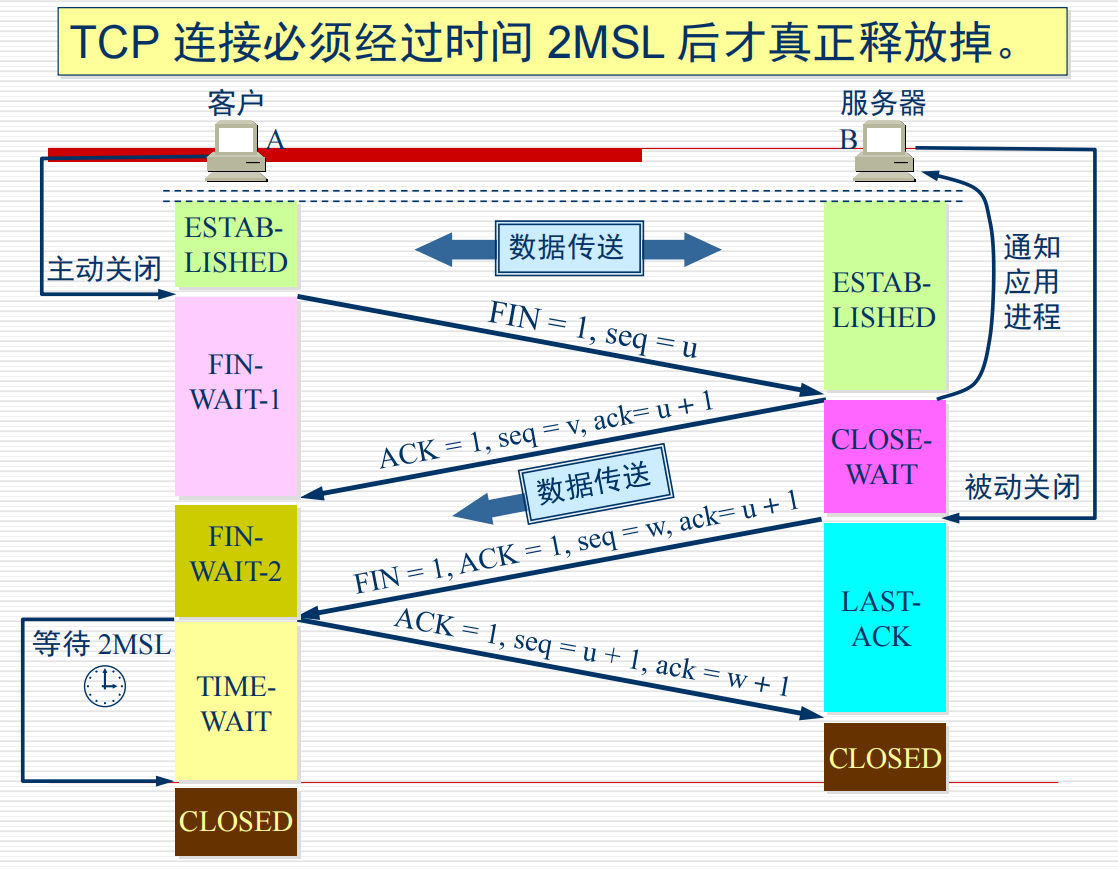 TCP 连接必须经过时间 2MSL 后才真正释放掉。
客户
服务器
A
B
ESTAB-
LISHED
数据传送
通知
应用
进程
主动关闭
ESTAB-
LISHED
FIN = 1, seq = u
FIN-
WAIT-1
ACK = 1, seq = v, ack= u + 1
CLOSE-
WAIT
数据传送
被动关闭
FIN-
WAIT-2
FIN = 1, ACK = 1, seq = w, ack= u + 1
LAST-
ACK
ACK = 1, seq = u + 1, ack = w + 1
等待 2MSL
TIME-
WAIT
CLOSED
CLOSED